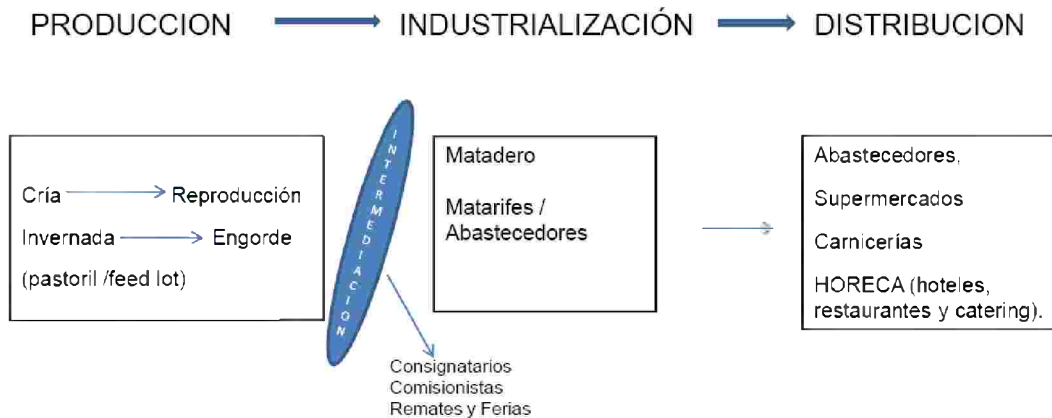 PRODUCCION
INDUSTRIALIZACIÓN
DISTRIBUCION
Cría
Reproducción
Invernada
Engorde
(pastoril /feed lot)
INTERMEDIACION
Consignatarios
Comisionistas
Remates y Ferias
Matadero
Matarifes /
Abastecedores
Abastecedores,
Supermercados
Carnicerías
HORECA (hoteles,
restaurantes y catering).